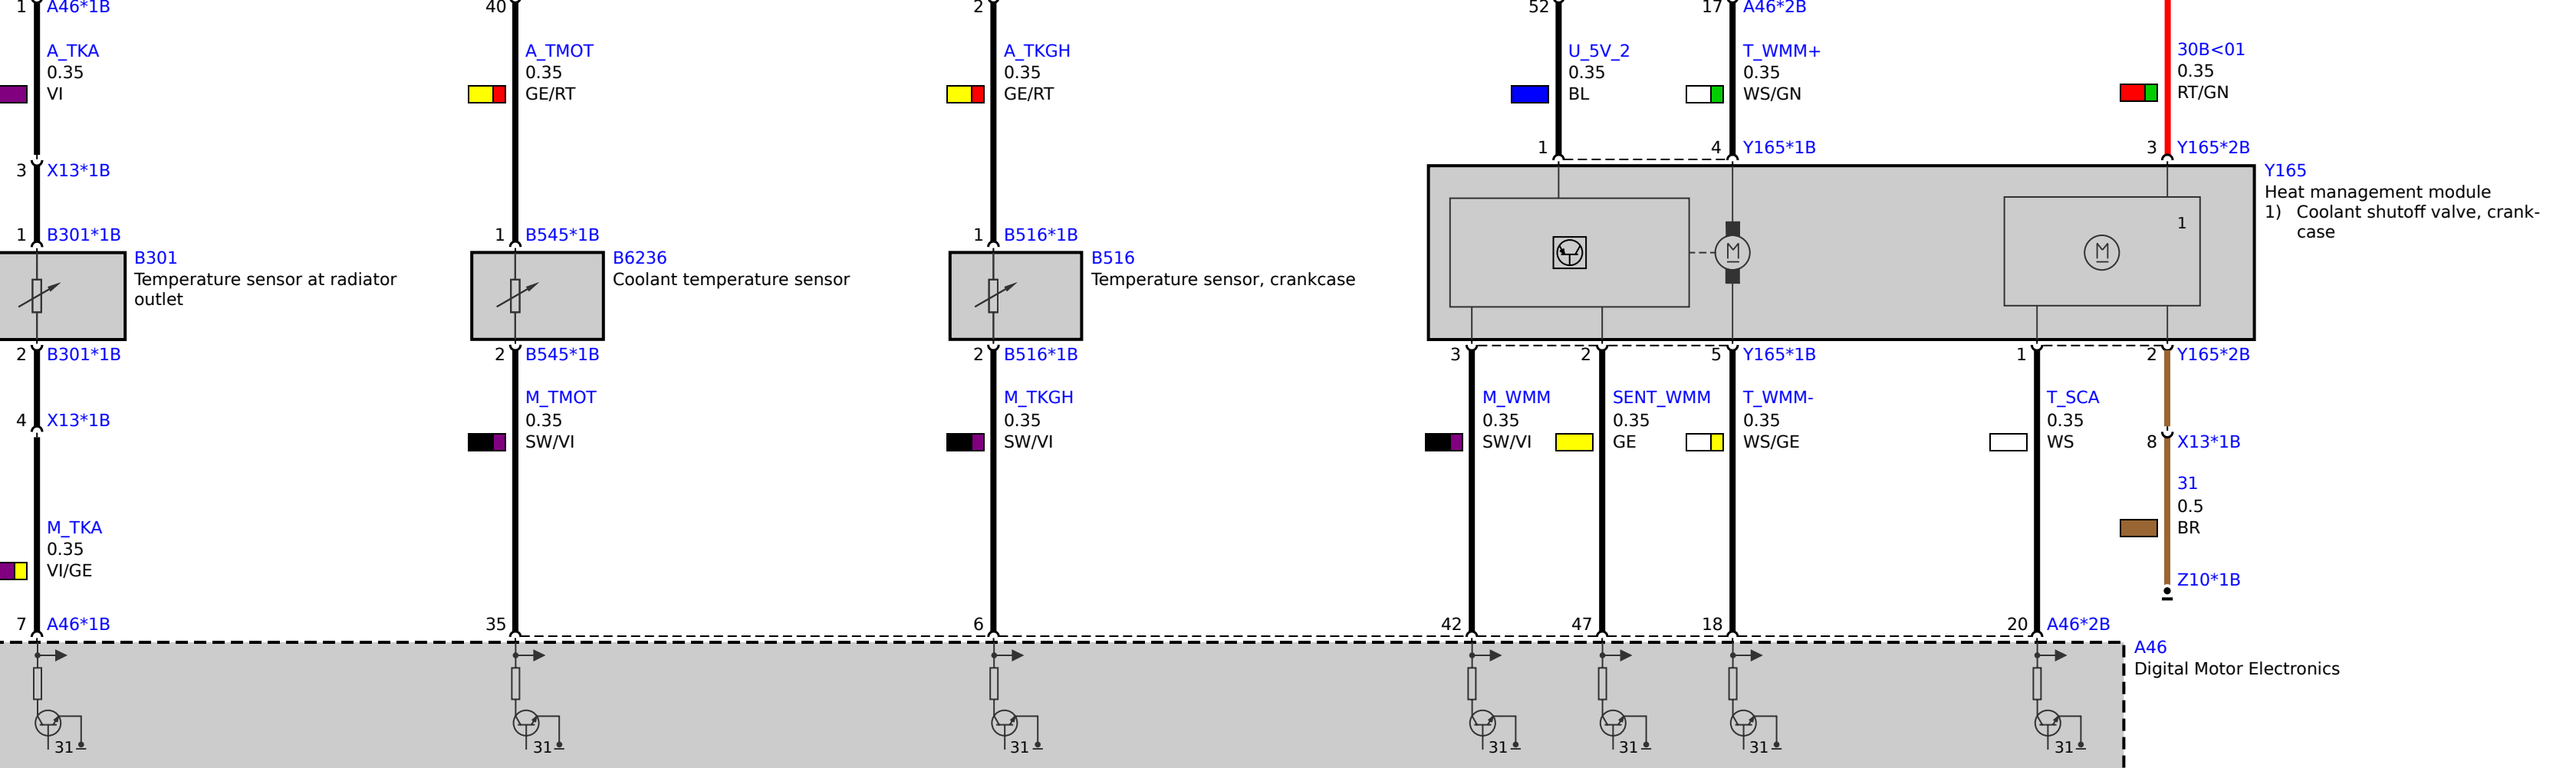 1 A46*1B
40
2
52
17 A46*2B
A_TKA
0.35
VI
A_TMOT
0.35
GE/RT
A_TKGH
0.35
GE/RT
U_5V_2
0.35
BL
T_WMM+
0.35
WS/GN
30B<01
0.35
RT/GN
3 X13*1B
1
4 Y165*1B
3 Y165*2B
1 B301*1B
1 B545*1B
1 B516*1B
Y165
Heat management module
1) Coolant shutoff valve, crank-
case
B301
Temperature sensor at radiator
outlet
B6236
Coolant temperature sensor
B516
Temperature sensor, crankcase
M
1
M
2 B301*1B
2 B545*1B
2 B516*1B
3
2
5 Y165*1B
1
2 Y165*2B
4 X13*1B
M_TMOT
0.35
SW/VI
M_TKGH
0.35
SW/VI
M_WMM
0.35
SW/VI
SENT_WMM
0.35
GE
T_WMM-
0.35
WS/GE
T_SCA
0.35
WS
8 X13*1B
31
0.5
BR
Z10*1B
M_TKA
0.35
VI/GE
7 A46*1B
35
6
42
47
18
20 A46*2B
A46
Digital Motor Electronics
31
31
31
31
31
31
31